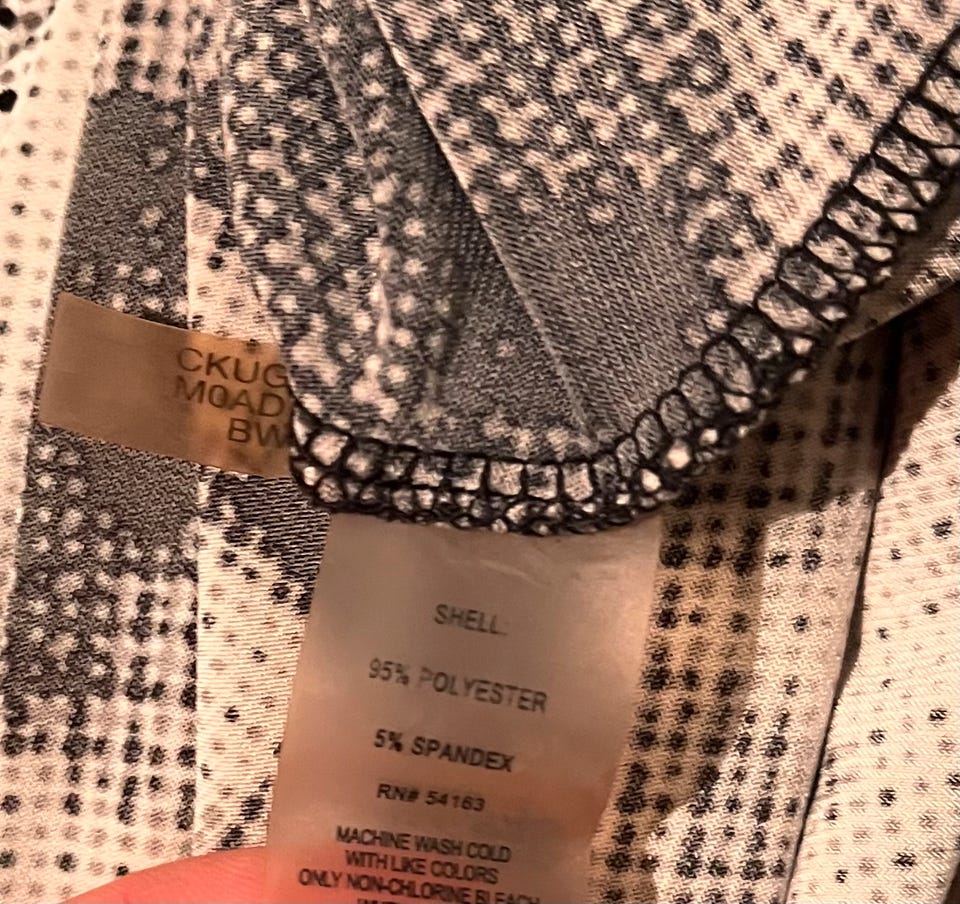 CKUG
M0AD
BW
SHELL:
95% POLYESTER
5% SPANDEX
RN# 54163
MACHINE WASH COLD
WITH LIKE COLORS
ONLY NON-CHLORINE BLEACH